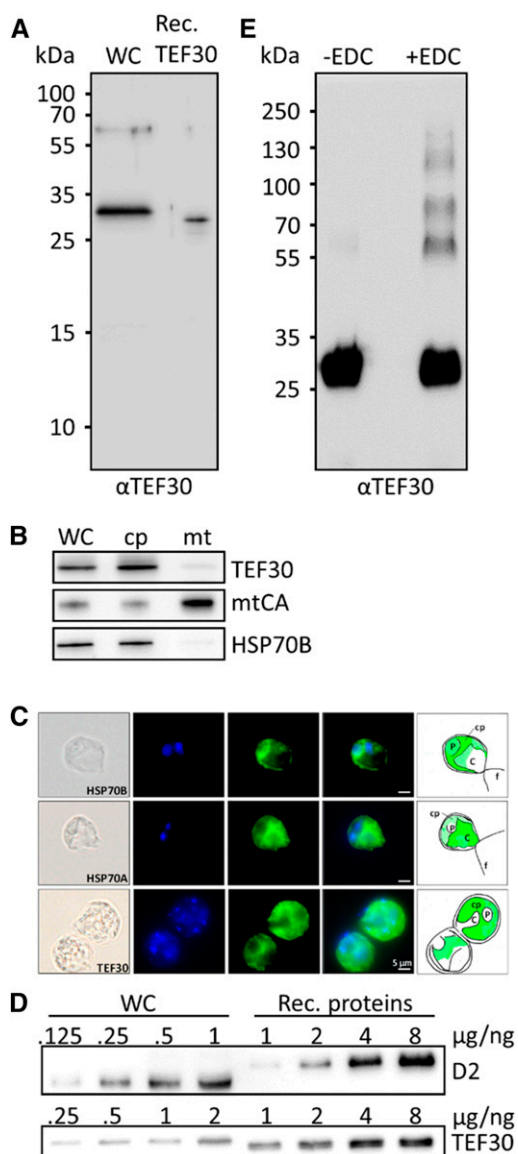 A
Rec.
kDa WC TEF30
100
70
55
35
25
15
10
αTEF30
E
kDa -EDC +EDC
250
130
100
70
55
35
25
αTEF30
B
WC cp mt
TEF30
mtCA
HSP70B
C
HSP70B
cp
P
C
f
HSP70A
cp
P
C
f
TEF30
5 µm
cp
C
P
D
WC Rec. proteins
.125 .25 .5 1 1 2 4 8 µg/ng
D2
.25 .5 1 2 1 2 4 8 µg/ng
TEF30